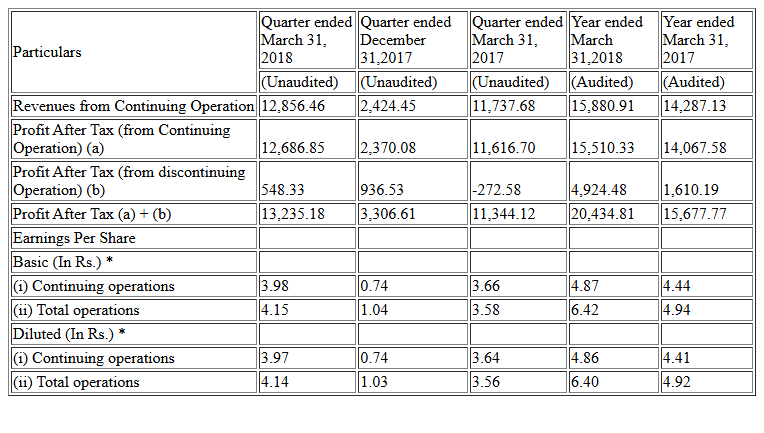 Particulars
Quarter ended Quarter ended Quarter ended Year ended Year ended
March 31, December March 31, March March 31,
2018 31,2017 2017 31,2018 2017
(Unaudited) (Unaudited) (Unaudited) (Audited) (Audited)
Revenues from Continuing Operation 12,856.46 2,424.45 11,737.68 15,880.91 14,287.13
Profit After Tax (from Continuing
Operation) (a) 12,686.85 2,370.08 11,616.70 15,510.33 14,067.58
Profit After Tax (from discontinuing
Operation) (b) 548.33 936.53 -272.58 4,924.48 1,610.19
Profit After Tax (a) + (b) 13,235.18 3,306.61 11,344.12 20,434.81 15,677.77
Earnings Per Share
Basic (In Rs.) *
(i) Continuing operations 3.98 0.74 3.66 4.87 4.44
(ii) Total operations 4.15 1.04 3.58 6.42 4.94
Diluted (In Rs.) *
(i) Continuing operations 3.97 0.74 3.64 4.86 4.41
(ii) Total operations 4.14 1.03 3.56 6.40 4.92